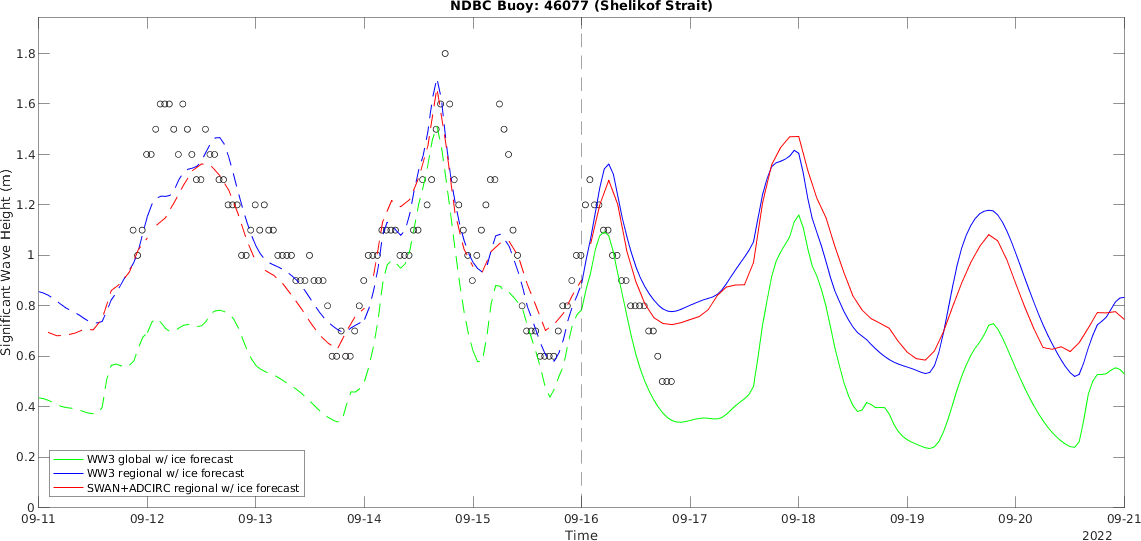 NDBC Buoy: 46077 (Shelikof Strait)
Significant Wave Height (m)
1.8
1.6
1.4
1.2
1
0.8
0.6
0.4
0.2
0
WW3 global w/ ice forecast
WW3 regional w/ ice forecast
SWAN+ADCIRC regional w/ ice forecast
09-11 09-12 09-13 09-14 09-15 09-16 09-17 09-18 09-19 09-20 09-21
Time
2022